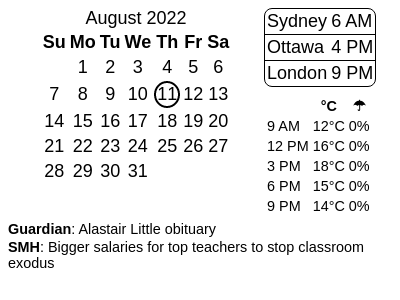 August 2022
Su Mo Tu We Th Fr Sa
1 2 3 4 5 6
7 8 9 10 11 12 13
14 15 16 17 18 19 20
21 22 23 24 25 26 27
28 29 30 31
Sydney 6 AM
Ottawa 4 PM
London 9 PM
°C ☂
9 AM 12°C 0%
12 PM 16°C 0%
3 PM 18°C 0%
6 PM 15°C 0%
9 PM 14°C 0%
Guardian: Alastair Little obituary
SMH: Bigger salaries for top teachers to stop classroom
exodus